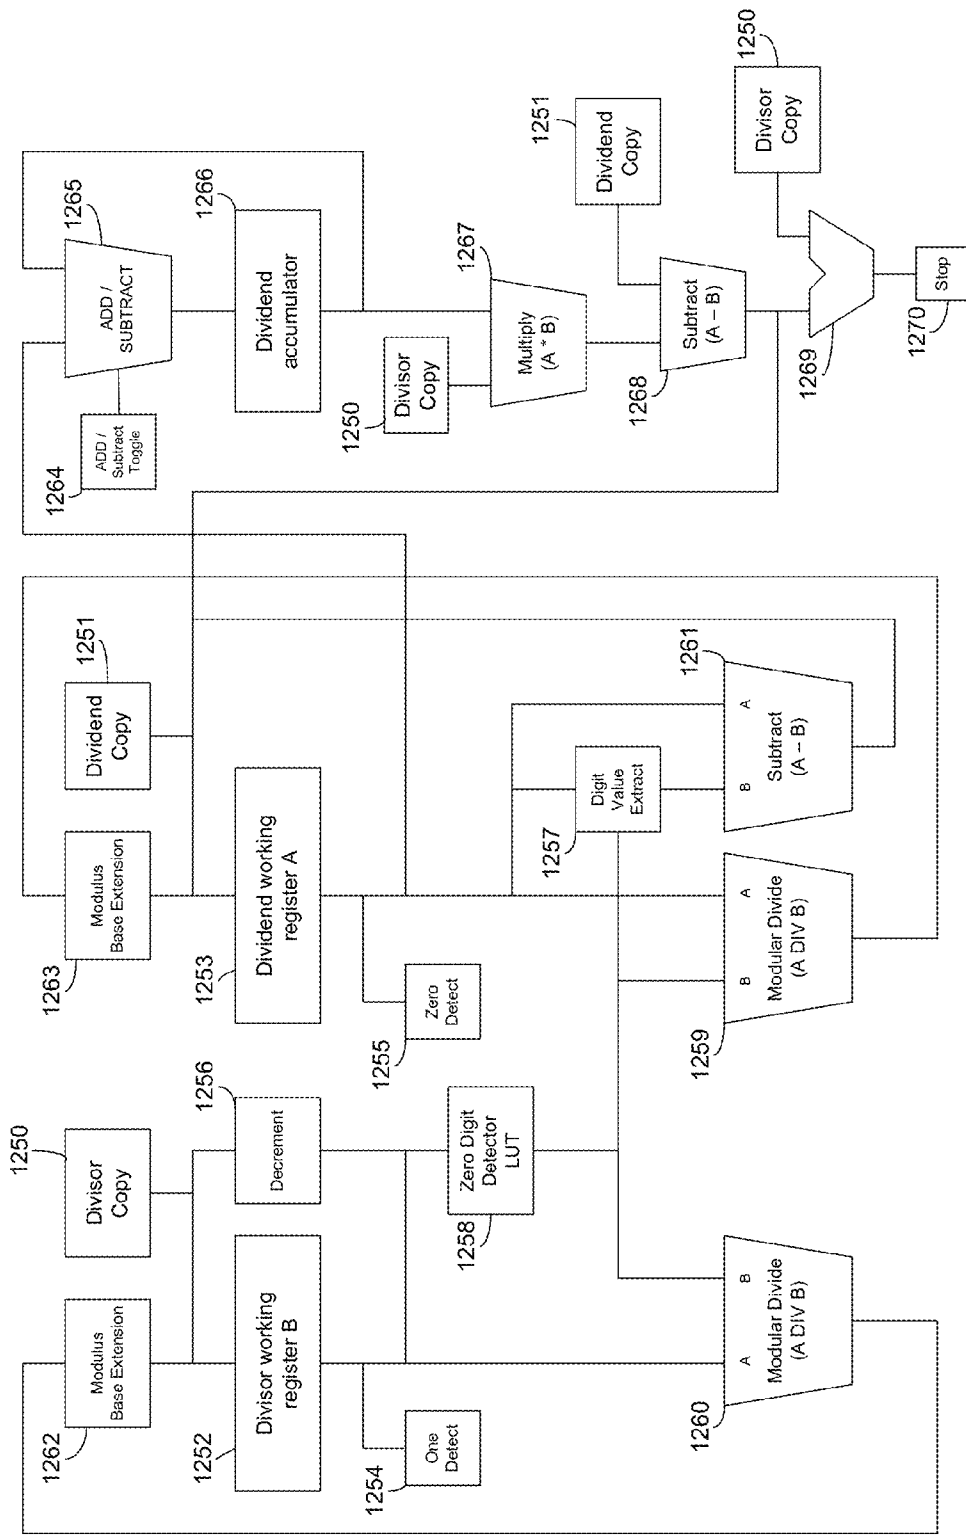 1262
Modulus
Base Extension
1250
Divisor
Copy
1263
Modulus
Base Extension
1251
Dividend
Copy
1264
ADD /
Subtract
Toggle
ADD /
SUBTRACT
1265
1252
Divisor working
register B
Decrement
1256
1253
Dividend working
register A
Dividend
accumulator
1266
1254
One
Detect
1258
Zero Digit
Detector
LUT
1255
Zero
Detect
1250
Divisor
Copy
Multiply
(A * B)
1267
1257
Digit
Value
Extract
1251
Dividend
Copy
1268
Subtract
(A – B)
1260
A
B
Modular Divide
(A DIV B)
1259
B
A
Modular Divide
(A DIV B)
1261
B
A
Subtract
(A – B)
1250
Divisor
Copy
1269
1270
Stop